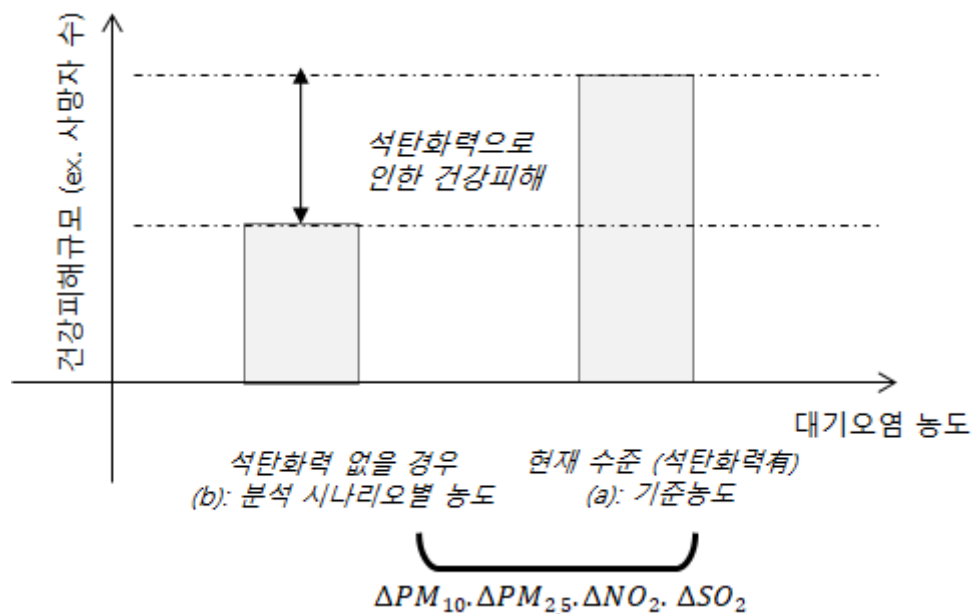 건강피해규모 (ex. 사망자 수)
석탄화력으로
인한 건강피해
대기오염 농도
석탄화력 없을 경우
(b): 분석 시나리오별 농도
현재 수준 (석탄화력有)
(a): 기준농도
ΔPM₁₀. ΔPM₂.₅. ΔNO₂. ΔSO₂